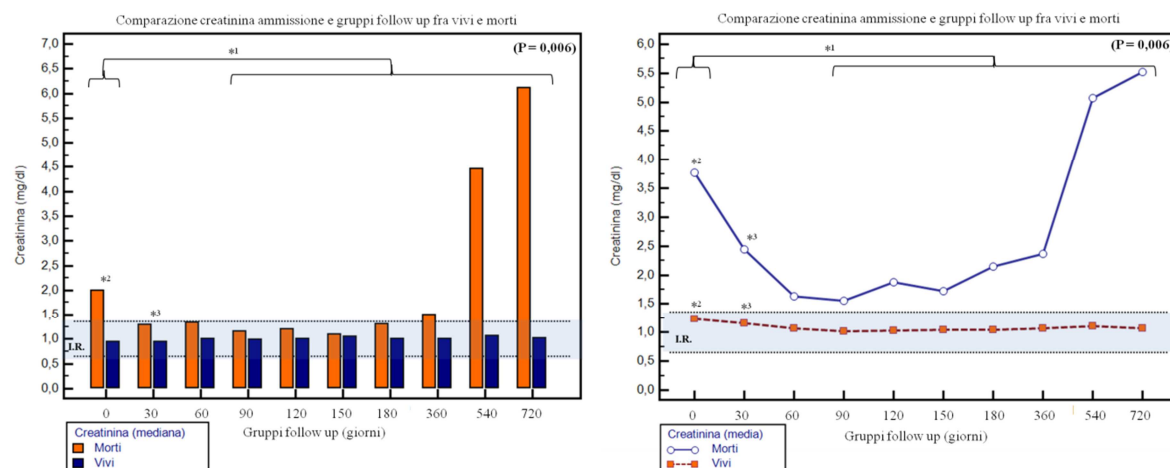 Comparazione creatinina ammissione e gruppi follow up fra vivi e morti
(P = 0,006)
*1
7,0
6,5
6,0
5,5
5,0
4,5
4,0
3,5
3,0
2,5
2,0
1,5
1,0
0,5
0,0
Creatinina (mg/dl)
*2
*3
I.R.
0 30 60 90 120 150 180 360 540 720
Gruppi follow up (giorni)
Creatinina (mediana)
Morti
Vivi
Comparazione creatinina ammissione e gruppi follow up fra vivi e morti
(P = 0,006
*1
6,0
5,5
5,0
4,5
4,0
3,5
3,0
2,5
2,0
1,5
1,0
0,5
0,0
Creatinina (mg/dl)
*2
*3
*2
*3
I.R.
0 30 60 90 120 150 180 360 540 720
Gruppi follow up (giorni)
Creatinina (media)
Morti
Vivi